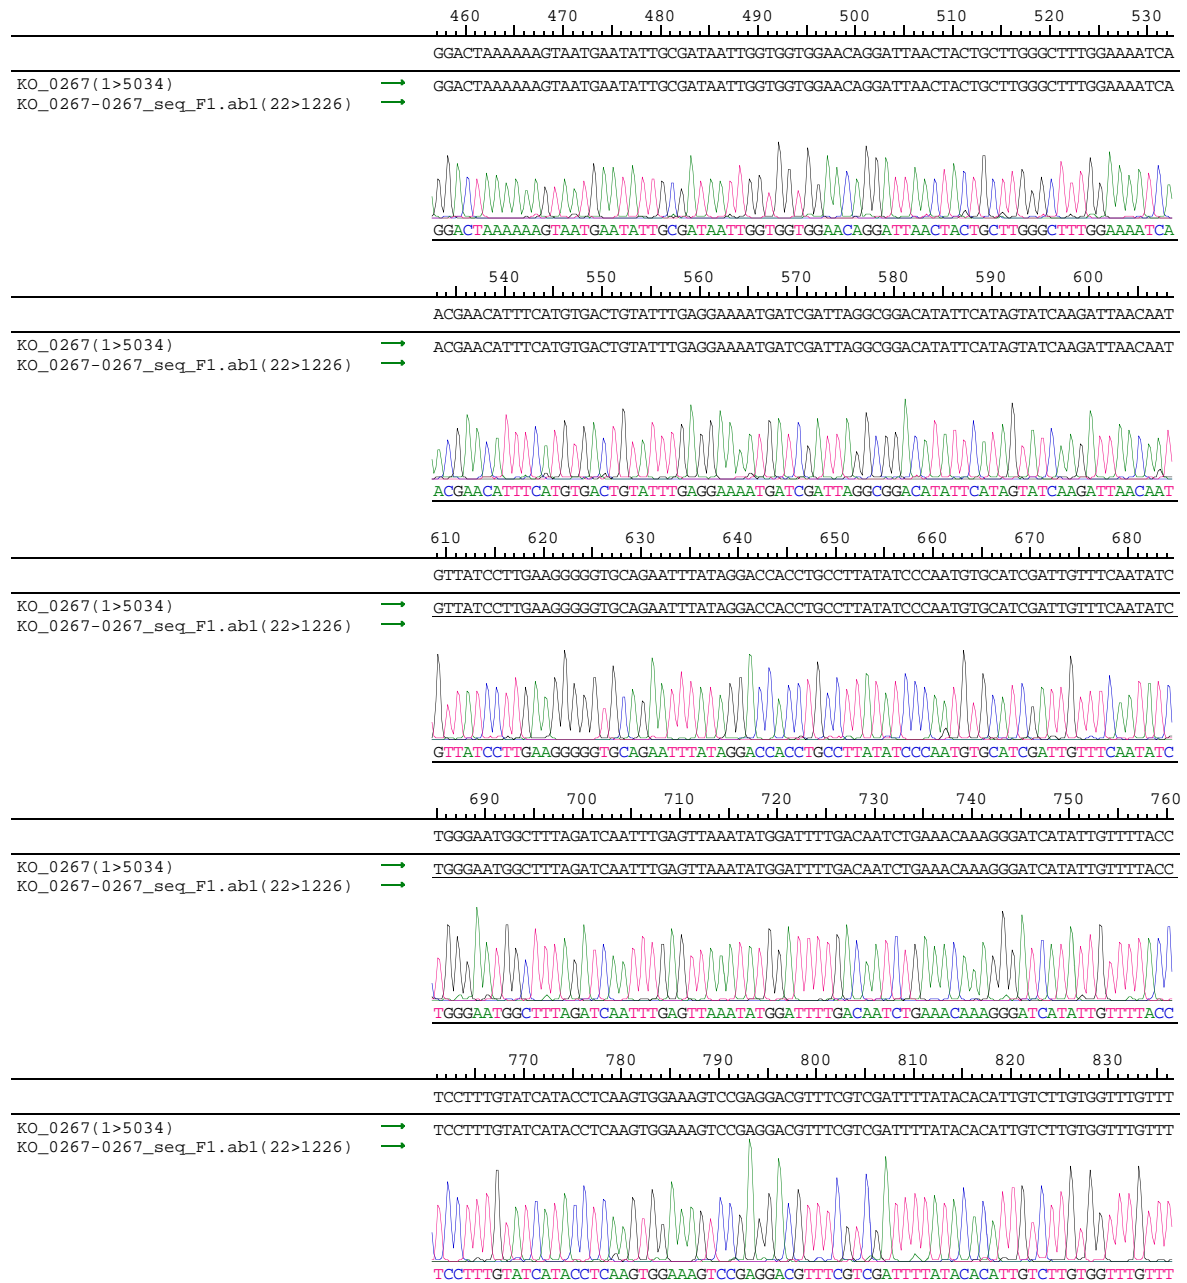 460 470 480 490 500 510 520 530
GGACTAAAAAAGTAATGAATATTGCGATAATTGGTGGTGGAACAGGATTAACTACTGCTTGGGCTTTGGAAAATCA
KO_0267(1>5034) → GGACTAAAAAAGTAATGAATATTGCGATAATTGGTGGTGGAACAGGATTAACTACTGCTTGGGCTTTGGAAAATCA
KO_0267-0267_seq_F1.ab1(22>1226) →
GGACTAAAAAAGTAATGAATATTGCGATAATTGGTGGTGGAACAGGATTAACTACTGCTTGGGCTTTGGAAAATCA
540 550 560 570 580 590 600
ACGAACATTTCATGTGACTGTATTTGAGGAAAATGATCGATTAGGCGGACATATTCATAGTATCAAGATTAACAAT
KO_0267(1>5034) → ACGAACATTTCATGTGACTGTATTTGAGGAAAATGATCGATTAGGCGGACATATTCATAGTATCAAGATTAACAAT
KO_0267-0267_seq_F1.ab1(22>1226) →
ACGAACATTTCATGTGACTGTATTTGAGGAAAATGATCGATTAGGCGGACATATTCATAGTATCAAGATTAACAAT
610 620 630 640 650 660 670 680
GTTATCCTTGAAGGGGGTGCAGAATTTATAGGACCACCTGCCTTATATCCCAATGTGCATCGATTGTTTCAATATC
KO_0267(1>5034) → GTTATCCTTGAAGGGGGTGCAGAATTTATAGGACCACCTGCCTTATATCCCAATGTGCATCGATTGTTTCAATATC
KO_0267-0267_seq_F1.ab1(22>1226) →
GTTATCCTTGAAGGGGGTGCAGAATTTATAGGACCACCTGCCTTATATCCCAATGTGCATCGATTGTTTCAATATC
690 700 710 720 730 740 750 760
TGGGAATGGCTTTAGATCAATTTGAGTTAAATATGGATTTTGACAATCTGAAACAAAGGGATCATATTGTTTTACC
KO_0267(1>5034) → TGGGAATGGCTTTAGATCAATTTGAGTTAAATATGGATTTTGACAATCTGAAACAAAGGGATCATATTGTTTTACC
KO_0267-0267_seq_F1.ab1(22>1226) →
TGGGAATGGCTTTAGATCAATTTGAGTTAAATATGGATTTTGACAATCTGAAACAAAGGGATCATATTGTTTTACC
770 780 790 800 810 820 830
TCCTTTGTATCATACCTCAAGTGGAAAGTCCGAGGACGTTTCGTCGATTTTATACACATTGTCTTGTGGTTTGTTT
KO_0267(1>5034) → TCCTTTGTATCATACCTCAAGTGGAAAGTCCGAGGACGTTTCGTCGATTTTATACACATTGTCTTGTGGTTTGTTT
KO_0267-0267_seq_F1.ab1(22>1226) →
TCCTTTGTATCATACCTCAAGTGGAAAGTCCGAGGACGTTTCGTCGATTTTATACACATTGTCTTGTGGTTTGTTT